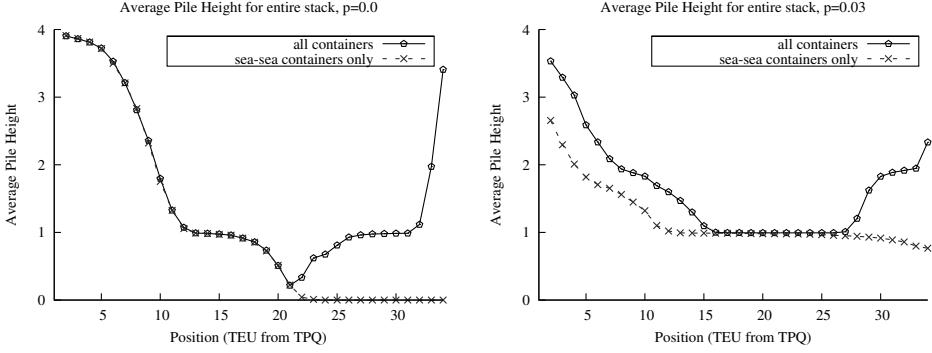 Average Pile Height for entire stack, p=0.0
4
3
2
1
0
Average Pile Height
all containers
sea-sea containers only
5 10 15 20 25 30
Position (TEU from TPQ)
Average Pile Height for entire stack, p=0.03
4
3
2
1
0
Average Pile Height
all containers
sea-sea containers only
5 10 15 20 25 30
Position (TEU from TPQ)